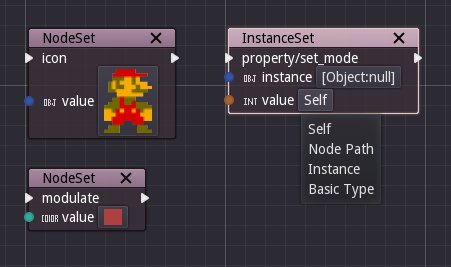 NodeSet
icon
OBJ value
NodeSet
modulate
COLOR value
InstanceSet
property/set_mode
OBJ instance [Object:null]
INT value Self
Self
Node Path
Instance
Basic Type